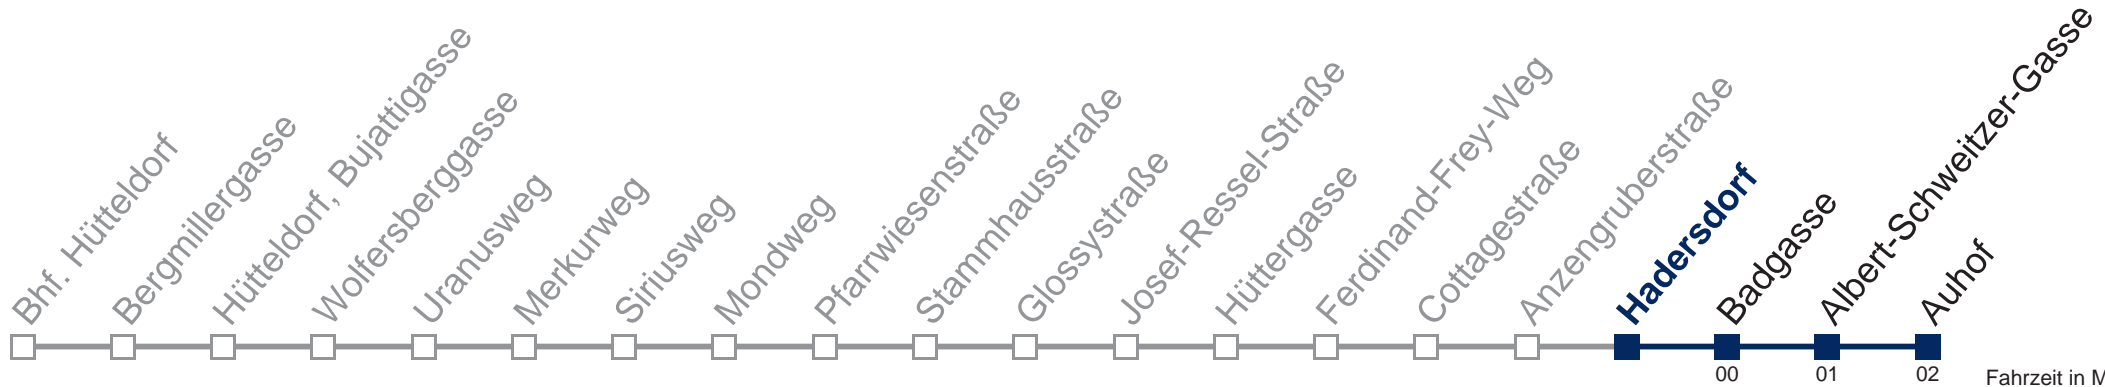 Bhf. Hütteldorf
Bergmillergasse
Hütteldorf, Bujattigasse
Wolfersberggasse
Uranusweg
Merkurweg
Siriusweg
Mondweg
Pfarrwiesenstraße
Stammhausstraße
Glossystraße
Josef-Ressel-Straße
Hüttergasse
Ferdinand-Frey-Weg
Cottagestraße
Anzengruberstraße
Hadersdorf
Badgasse
Albert-Schweitzer-Gasse
Auhof
00 01 02
Fahrzeit in M